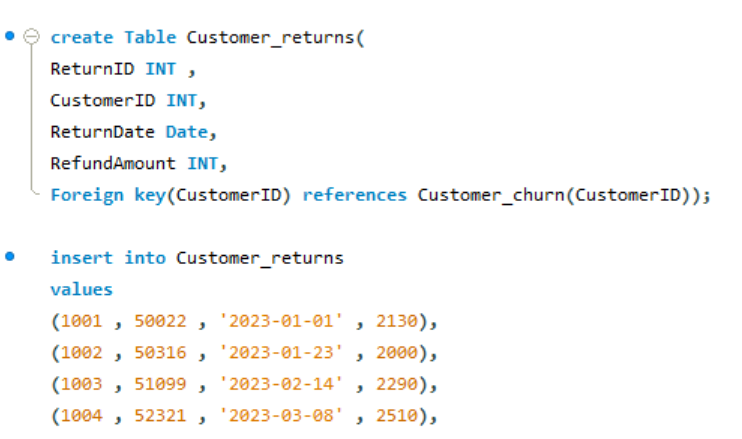 create Table Customer_returns(
ReturnID INT ,
CustomerID INT,
ReturnDate Date,
RefundAmount INT,
Foreign key(CustomerID) references Customer_churn(CustomerID));
insert into Customer_returns
values
(1001 , 50022 , '2023-01-01' , 2130),
(1002 , 50316 , '2023-01-23' , 2000),
(1003 , 51099 , '2023-02-14' , 2290),
(1004 , 52321 , '2023-03-08' , 2510),